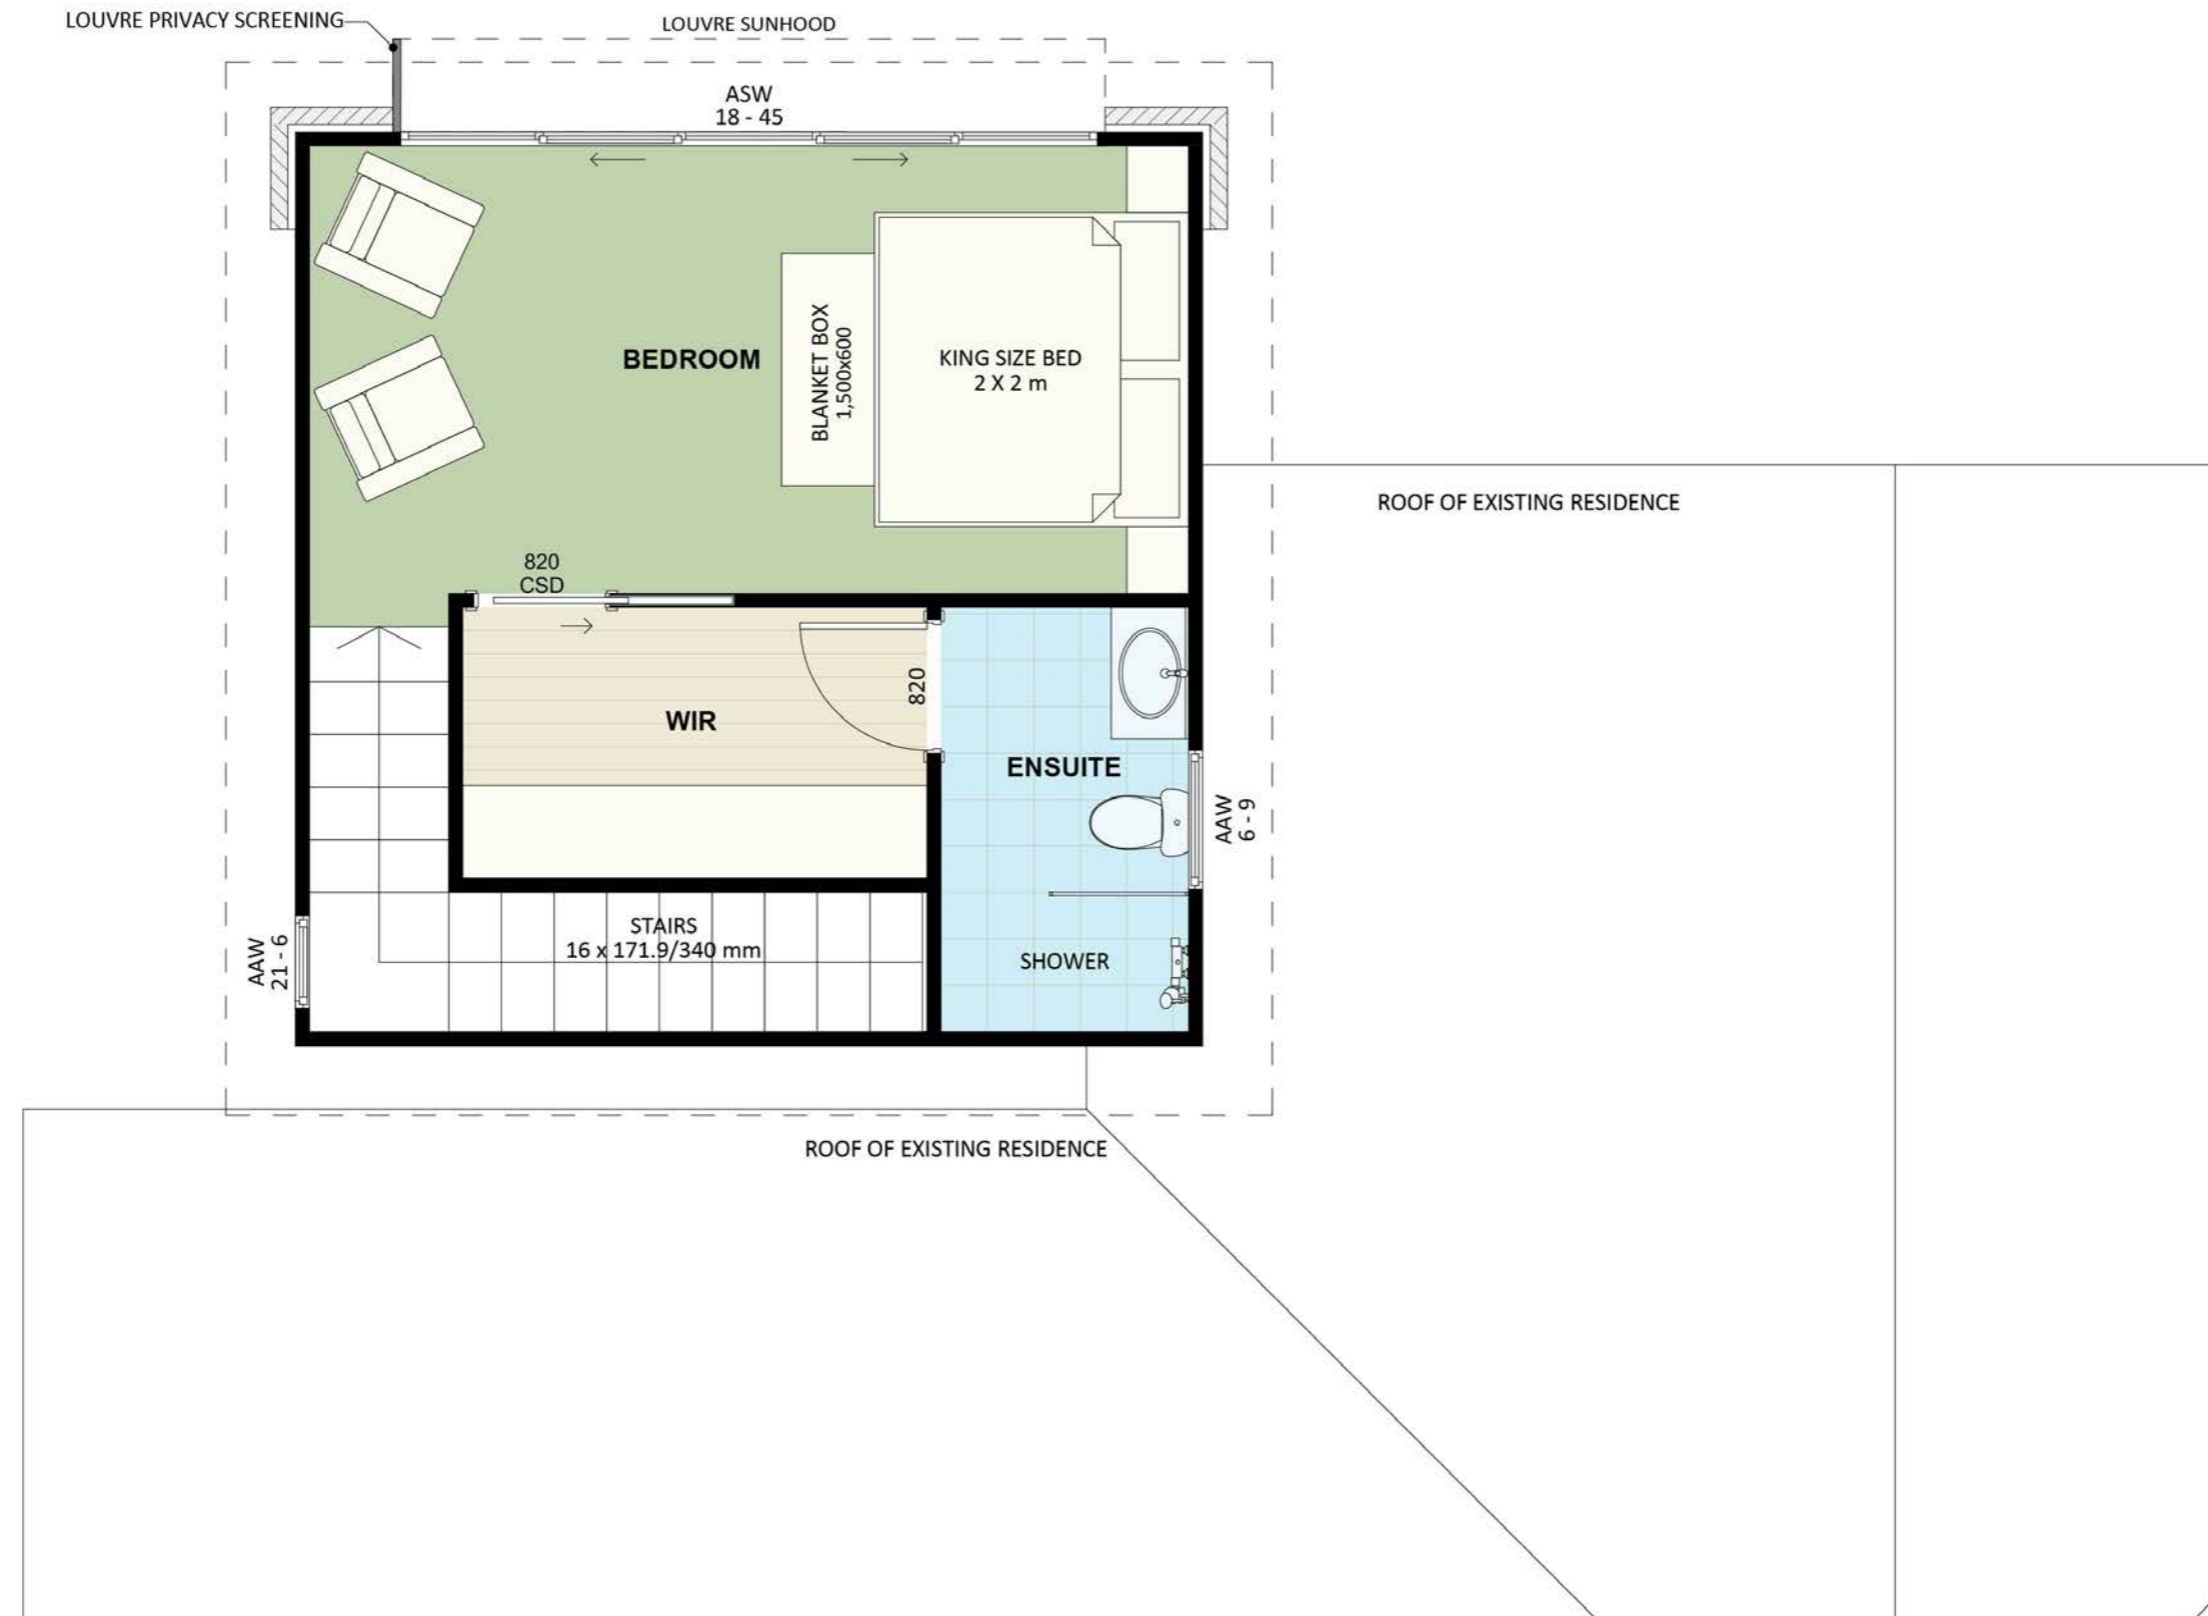 LOUVRE PRIVACY SCREENING
LOUVRE SUNHOOD
ASW
18 - 45
BEDROOM
BLANKET BOX
1,500x600
KING SIZE BED
2 X 2 m
ROOF OF EXISTING RESIDENCE
820
CSD
820
WIR
ENSUITE
AAW
6 - 9
STAIRS
16 x 171.9/340 mm
AAW
21 - 6
SHOWER
ROOF OF EXISTING RESIDENCE